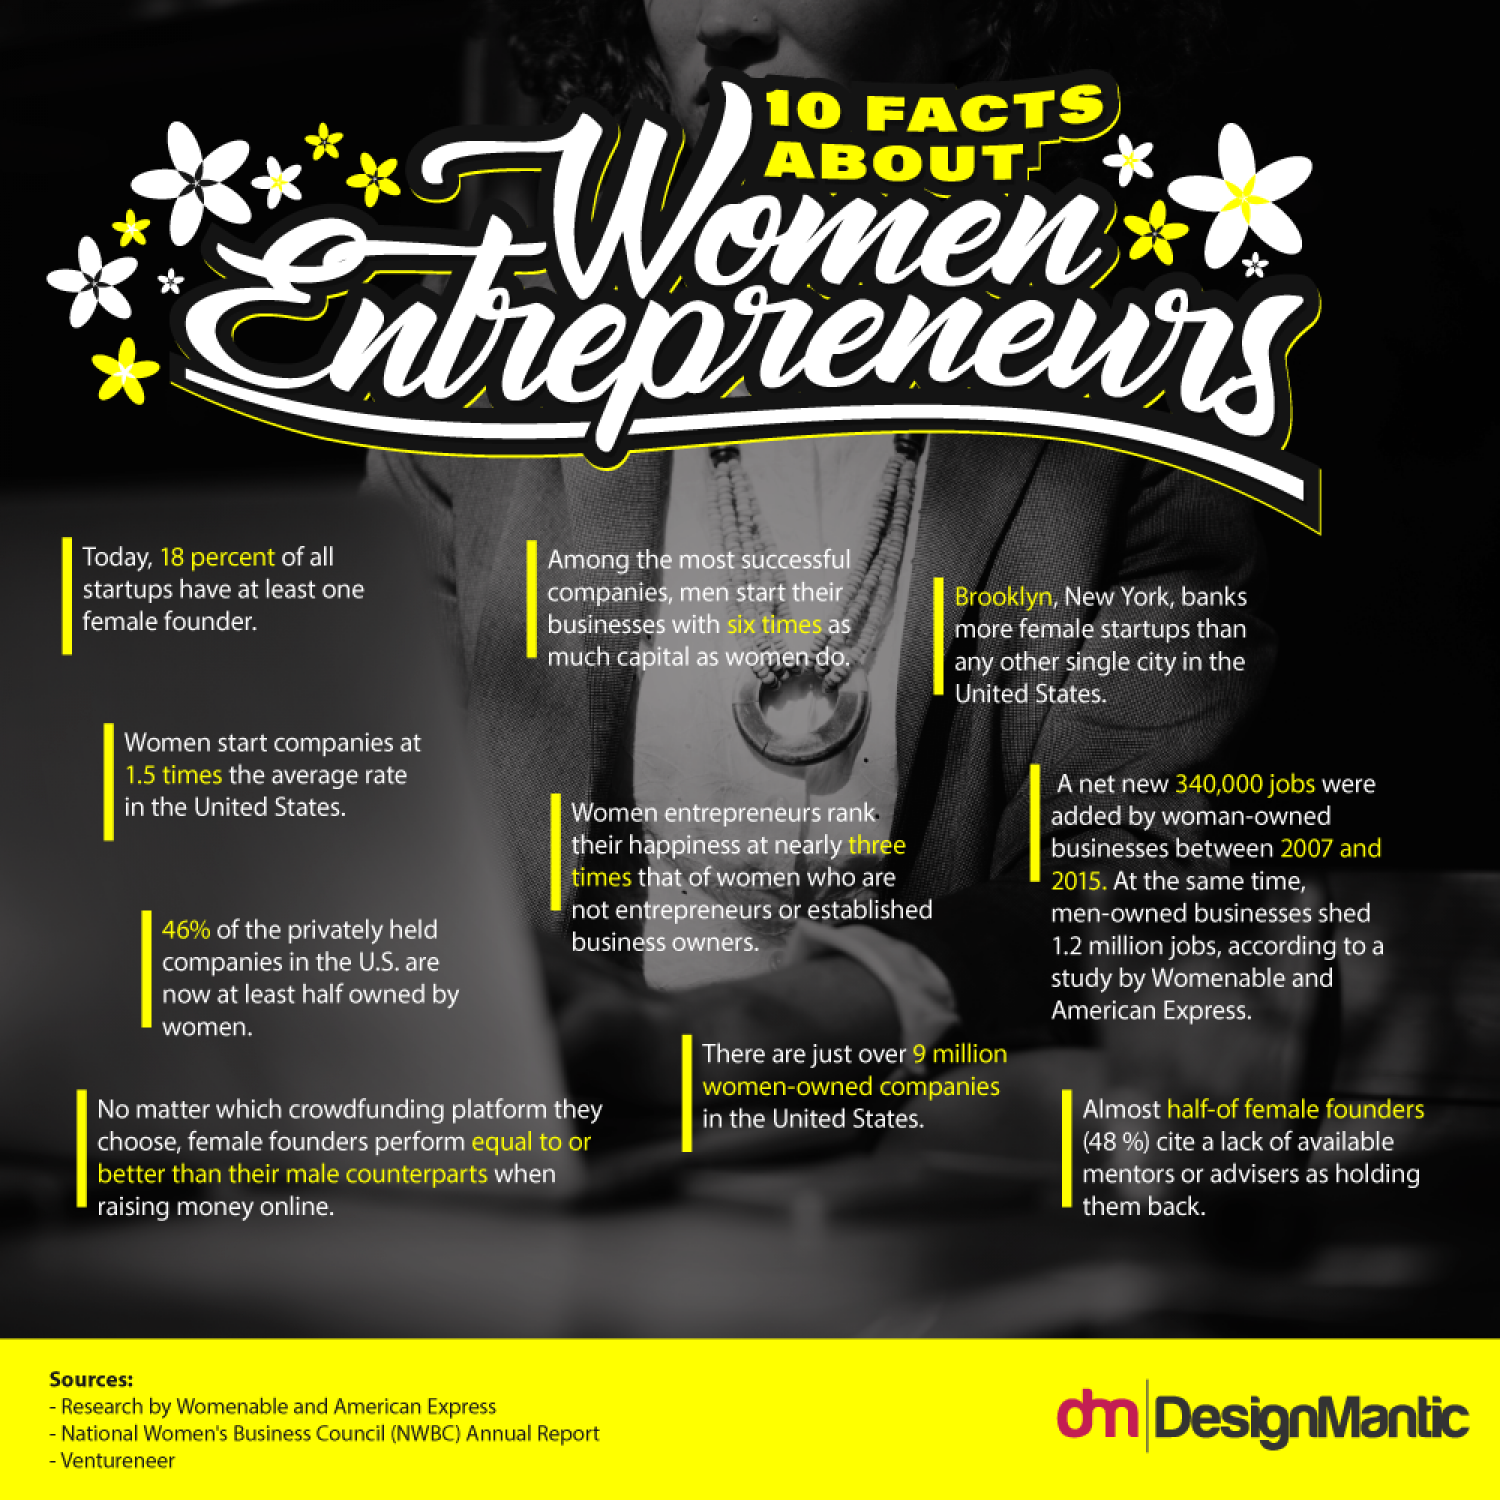 10 FACTS
ABOUT
Women
Entrepreneurs
Today, 18 percent of all
startups have at least one
female founder.
Women start companies at
1.5 times the average rate
in the United States.
46% of the privately held
companies in the U.S. are
now at least half owned by
women.
No matter which crowdfunding platform they
choose, female founders perform equal to or
better than their male counterparts when
raising money online.
Among the most successful
companies, men start their
businesses with six times as
much capital as women do.
Women entrepreneurs rank
their happiness at nearly three
times that of women who are
not entrepreneurs or established
business owners.
There are just over 9 million
women-owned companies
in the United States.
Brooklyn, New York, banks
more female startups than
any other single city in the
United States.
A net new 340,000 jobs were
added by woman-owned
businesses between 2007 and
2015. At the same time,
men-owned businesses shed
1.2 million jobs, according to a
study by Womenable and
American Express.
Almost half-of female founders
(48 %) cite a lack of available
mentors or advisers as holding
them back.
Sources:
- Research by Womenable and American Express
- National Women's Business Council (NWBC) Annual Report
- Ventureneer
dm DesignMantic